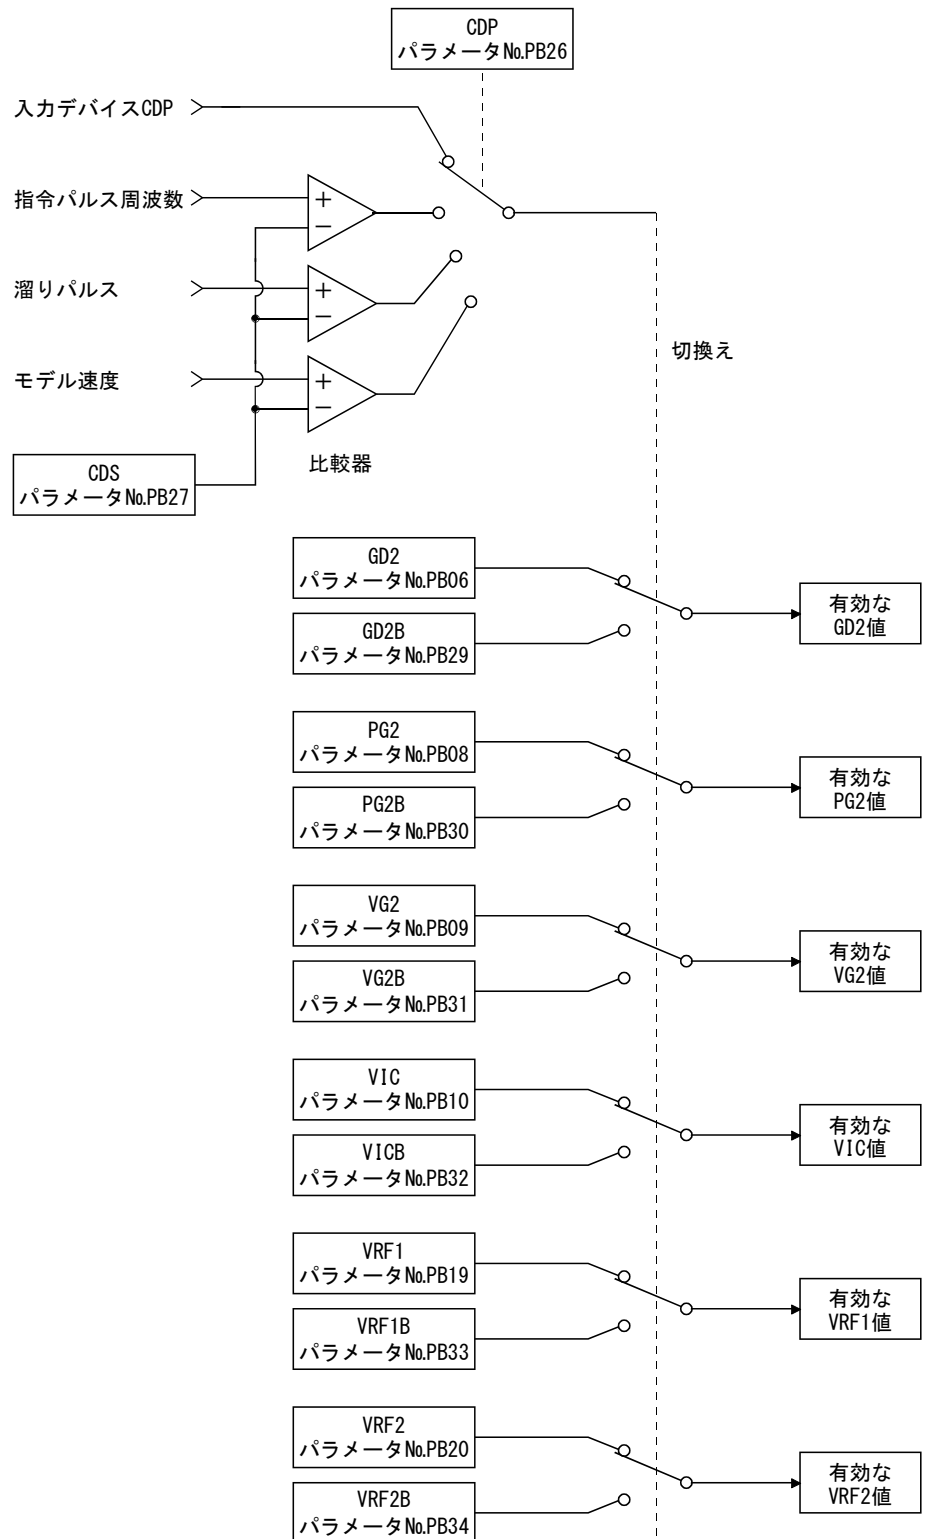 CDP
パラメータNo.PB26
入力デバイスCDP
指令パルス周波数
溜りパルス
モデル速度
+
−
+
−
+
−
切換え
比較器
CDS
パラメータNo.PB27
GD2
パラメータNo.PB06
GD2B
パラメータNo.PB29
有効な
GD2値
PG2
パラメータNo.PB08
PG2B
パラメータNo.PB30
有効な
PG2値
VG2
パラメータNo.PB09
VG2B
パラメータNo.PB31
有効な
VG2値
VIC
パラメータNo.PB10
VICB
パラメータNo.PB32
有効な
VIC値
VRF1
パラメータNo.PB19
VRF1B
パラメータNo.PB33
有効な
VRF1値
VRF2
パラメータNo.PB20
VRF2B
パラメータNo.PB34
有効な
VRF2値